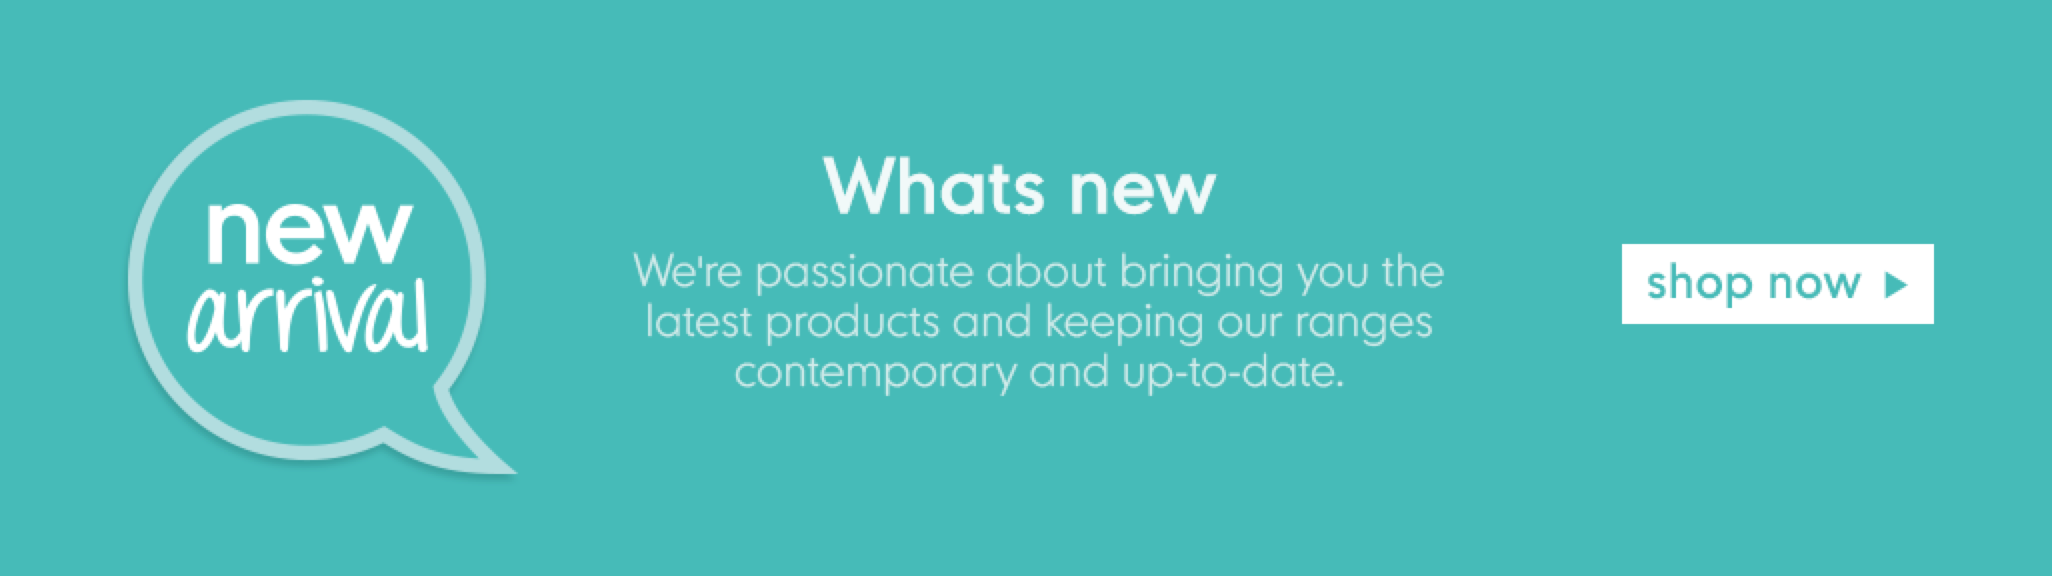 new
arrival
Whats new
We're passionate about bringing you the
latest products and keeping our ranges
contemporary and up-to-date.
shop now